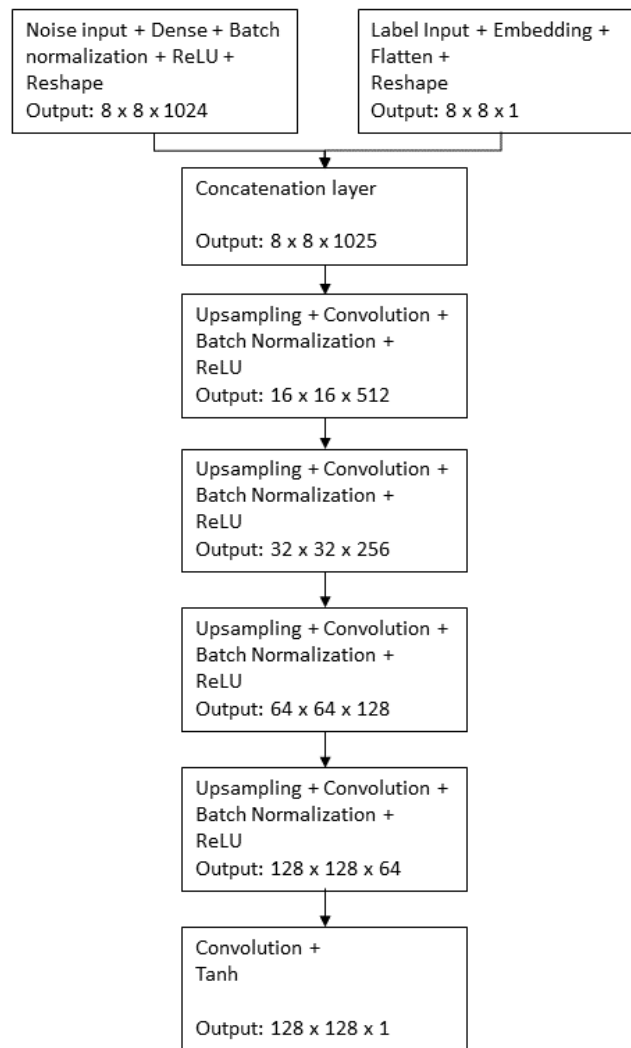 Noise input + Dense + Batch
normalization + ReLU +
Reshape
Output: 8 x 8 x 1024
Label Input + Embedding +
Flatten +
Reshape
Output: 8 x 8 x 1
Concatenation layer
Output: 8 x 8 x 1025
Upsampling + Convolution +
Batch Normalization +
ReLU
Output: 16 x 16 x 512
Upsampling + Convolution +
Batch Normalization +
ReLU
Output: 32 x 32 x 256
Upsampling + Convolution +
Batch Normalization +
ReLU
Output: 64 x 64 x 128
Upsampling + Convolution +
Batch Normalization +
ReLU
Output: 128 x 128 x 64
Convolution +
Tanh
Output: 128 x 128 x 1